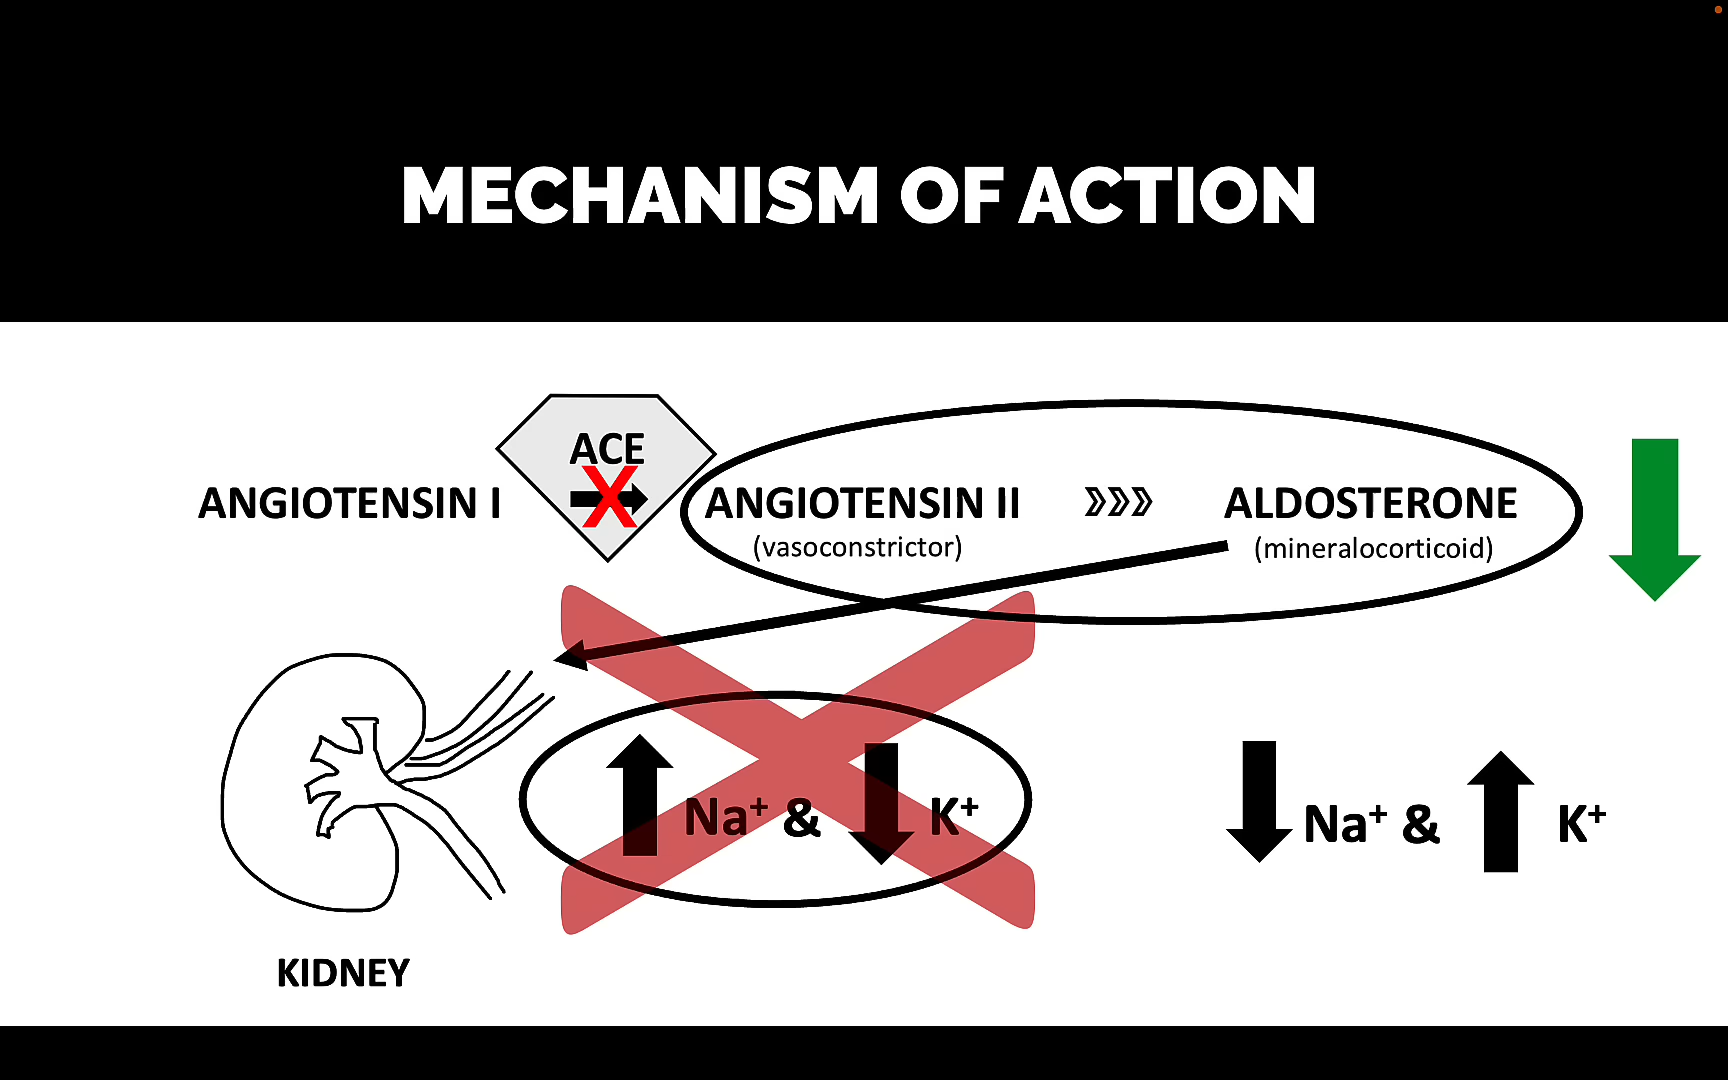 MECHANISM OF ACTION
ACE
ANGIOTENSIN I
ANGIOTENSIN II
ALDOSTERONE
(vasoconstrictor)
(mineralocorticoid)
Na⁺ & K⁺
Na⁺ & K⁺
KIDNEY